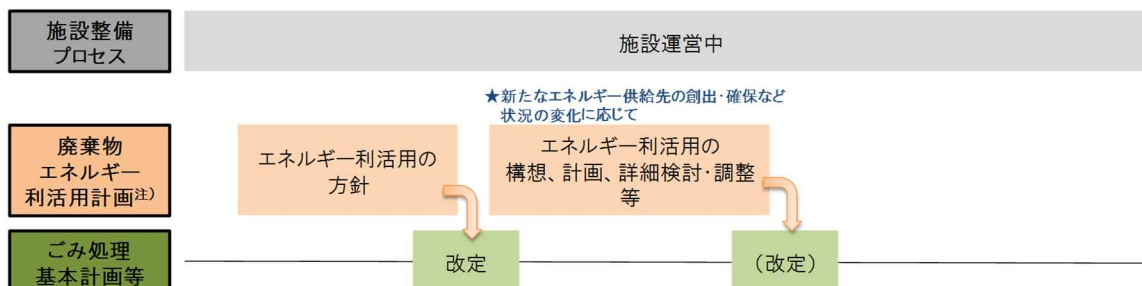 施設整備
プロセス
施設運営中
★新たなエネルギー供給先の創出・確保など
状況の変化に応じて
廃棄物
エネルギー
利活用計画注）
エネルギー利活用の
方針
エネルギー利活用の
構想、計画、詳細検討・調整
等
ごみ処理
基本計画等
改定
（改定）